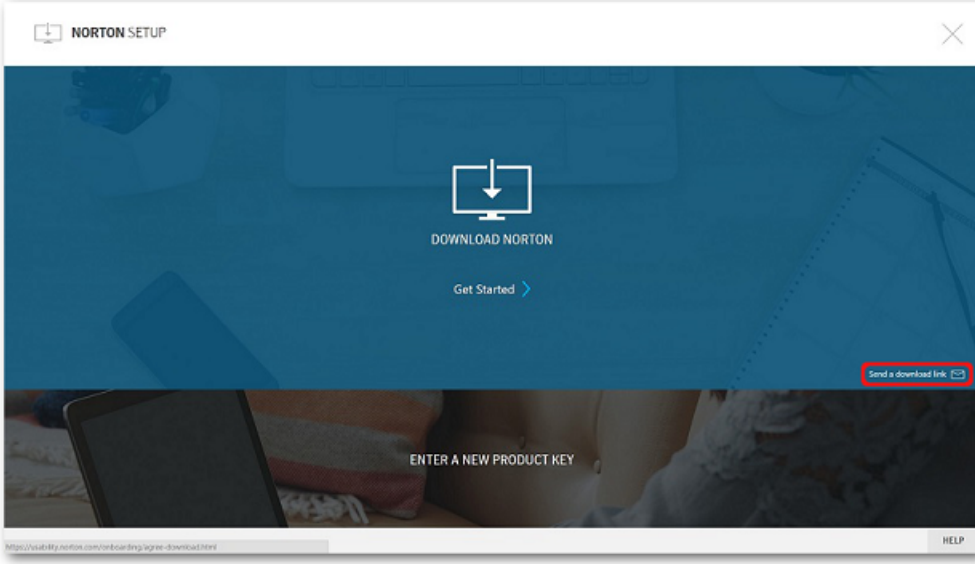 NORTON SETUP
DOWNLOAD NORTON
Get Started
Send a download link
ENTER A NEW PRODUCT KEY
https://usability.norton.com/onboarding/agree-download.html
HELP